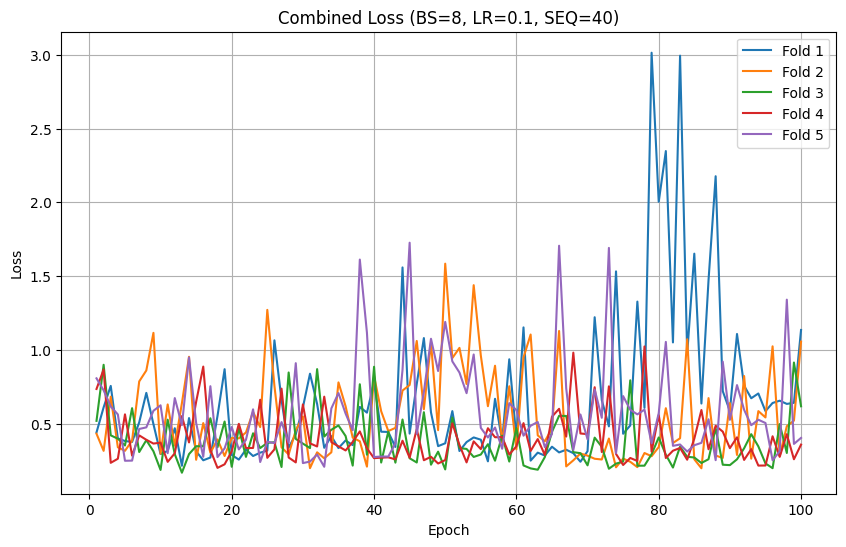 Combined Loss (BS=8, LR=0.1, SEQ=40)
3.0
2.5
2.0
1.5
1.0
0.5
Loss
Fold 1
Fold 2
Fold 3
Fold 4
Fold 5
0
20
40
60
80
100
Epoch